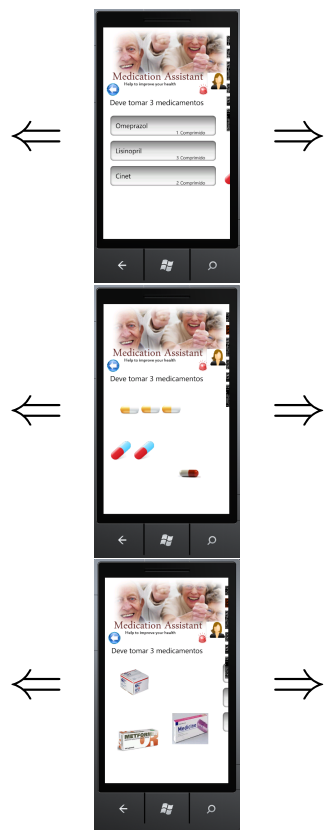 Medication Assistant
Help to improve your health
Deve tomar 3 medicamentos
Omeprazol
1 Comprimido
Lisinopril
3 Comprimido
Cinet
2 Comprimido
Medication Assistant
Help to improve your health
Deve tomar 3 medicamentos
Medication Assistant
Help to improve your health
Deve tomar 3 medicamentos
Medicine